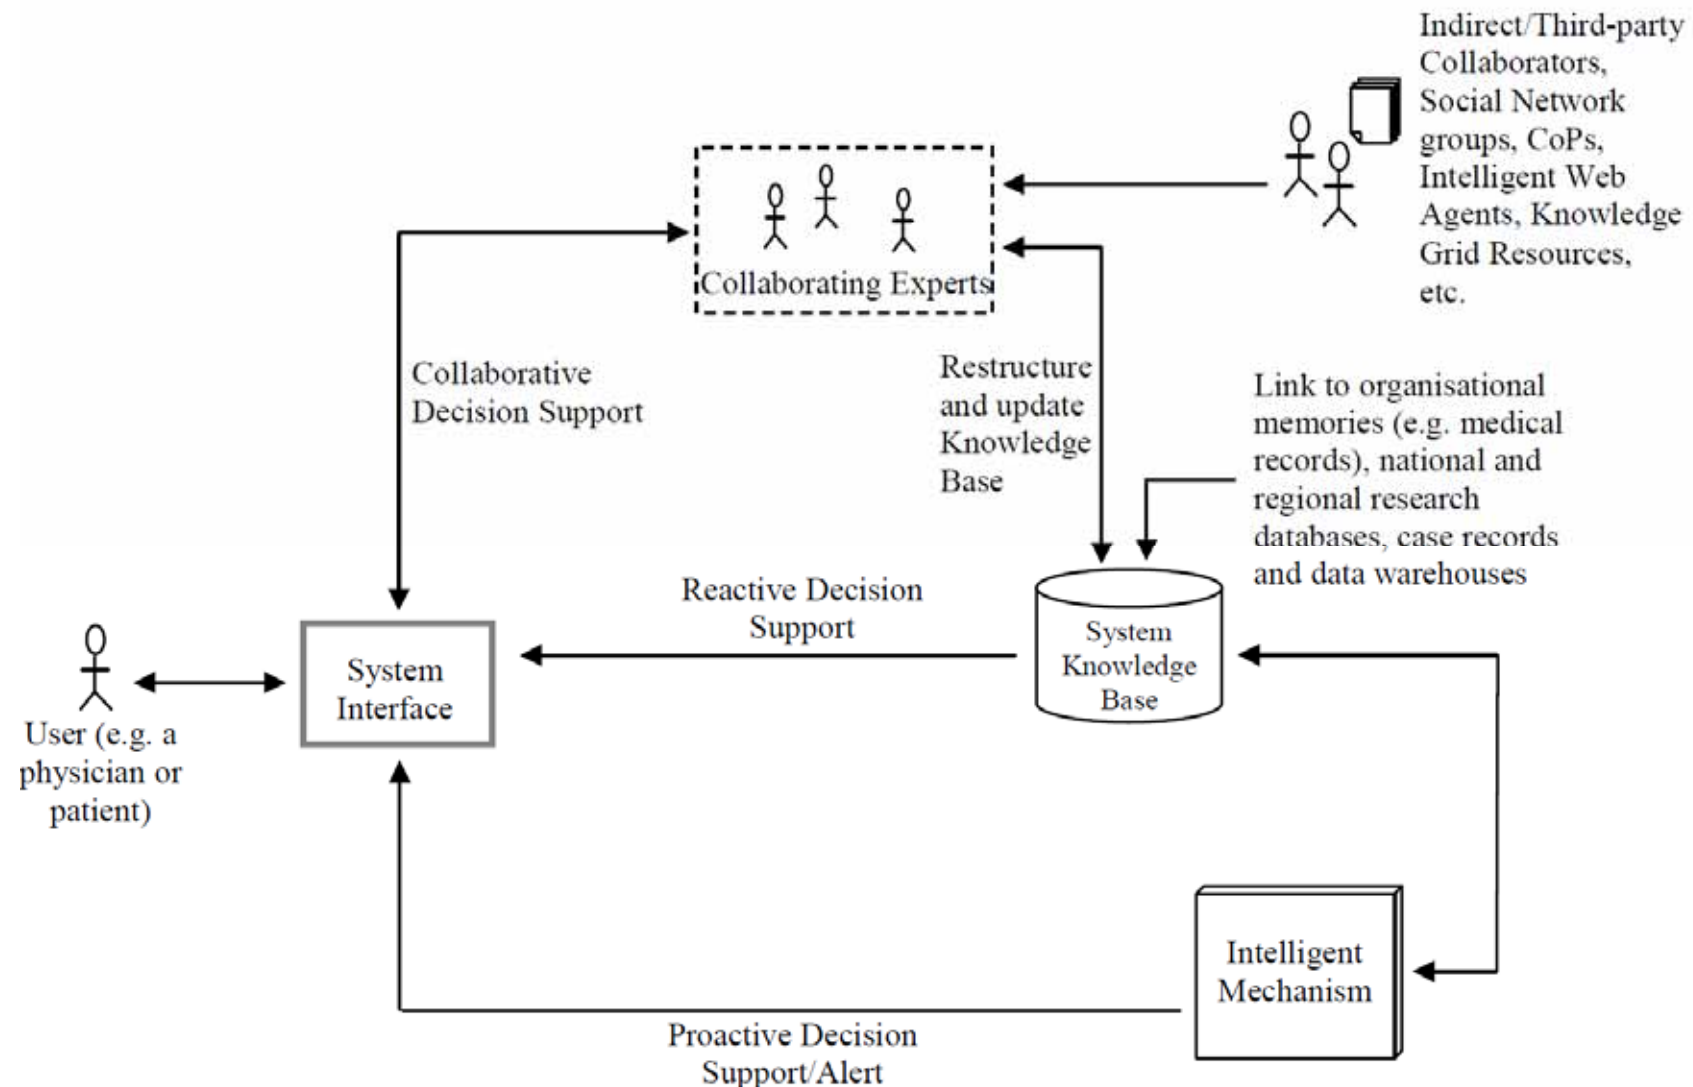 Indirect/Third-party
Collaborators,
Social Network
groups, CoPs,
Intelligent Web
Agents, Knowledge
Grid Resources,
etc.
Collaborating Experts
Collaborative
Decision Support
Restructure
and update
Knowledge
Base
Link to organisational
memories (e.g. medical
records), national and
regional research
databases, case records
and data warehouses
Reactive Decision
Support
System
Knowledge
Base
System
Interface
User (e.g. a
physician or
patient)
Intelligent
Mechanism
Proactive Decision
Support/Alert